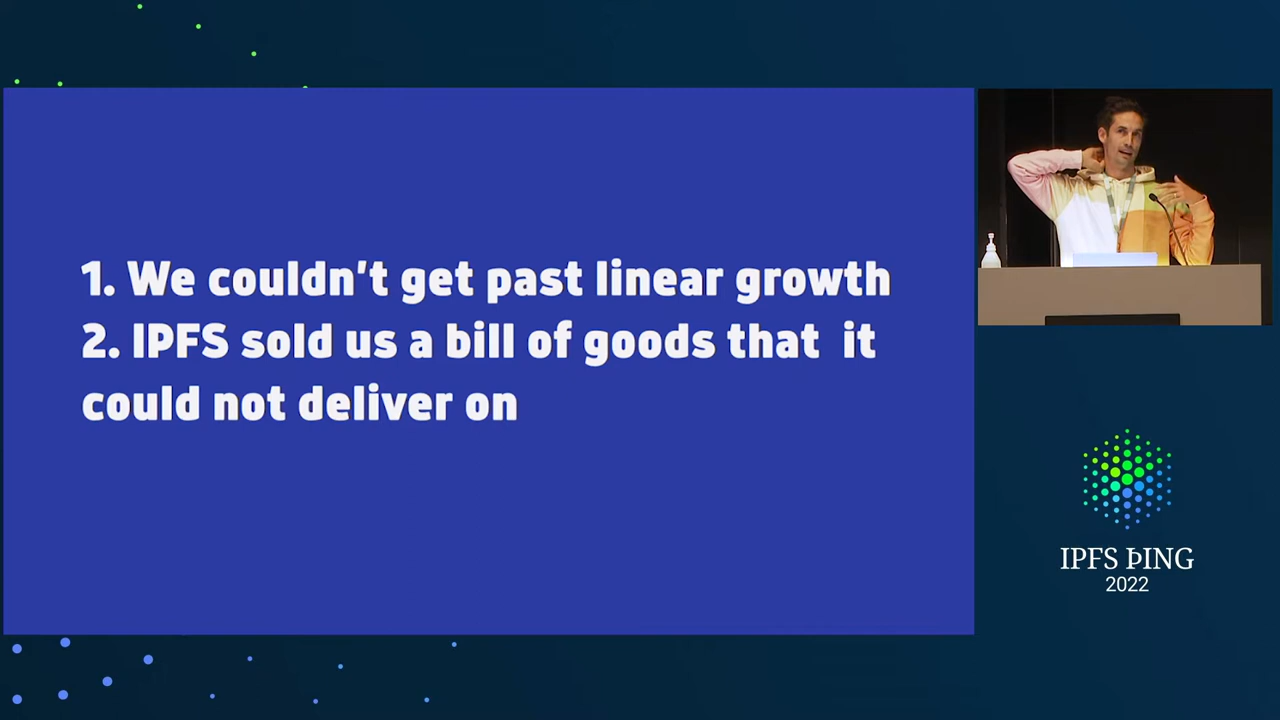 1. We couldn't get past linear growth
2. IPFS sold us a bill of goods that  it
could not deliver on
IPFS ÞING
2022